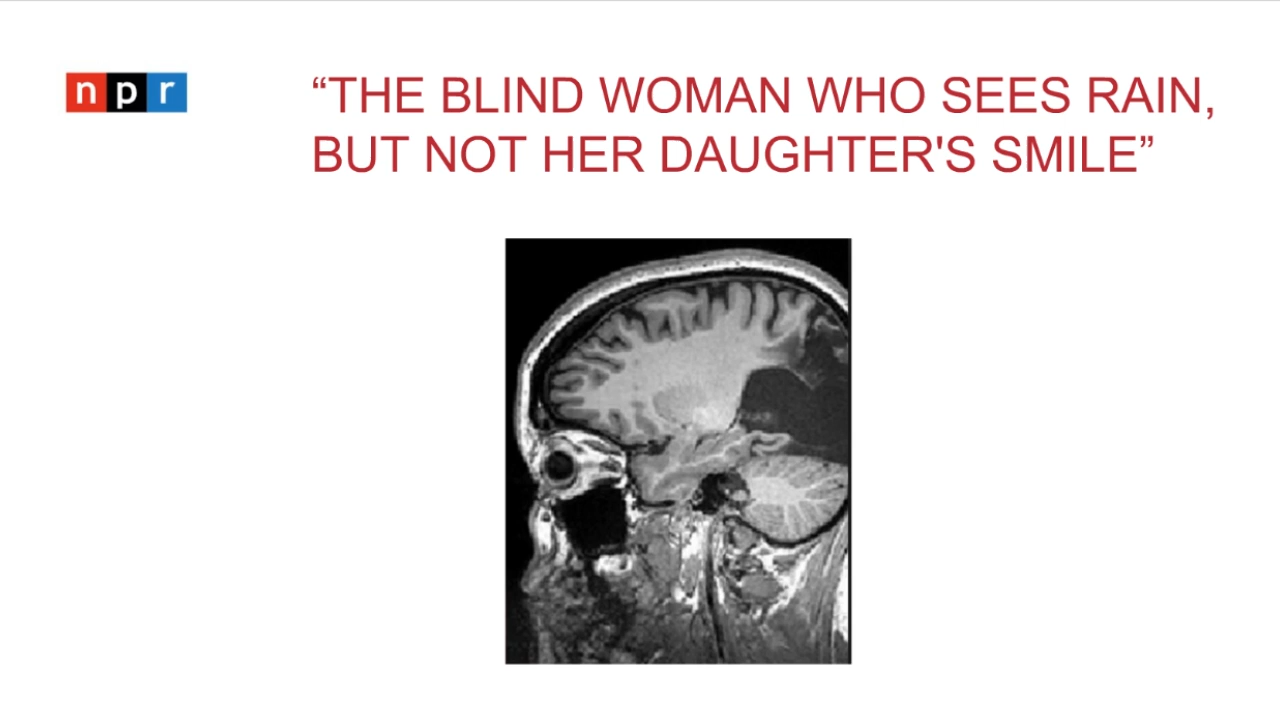 npr
“THE BLIND WOMAN WHO SEES RAIN,
BUT NOT HER DAUGHTER'S SMILE”